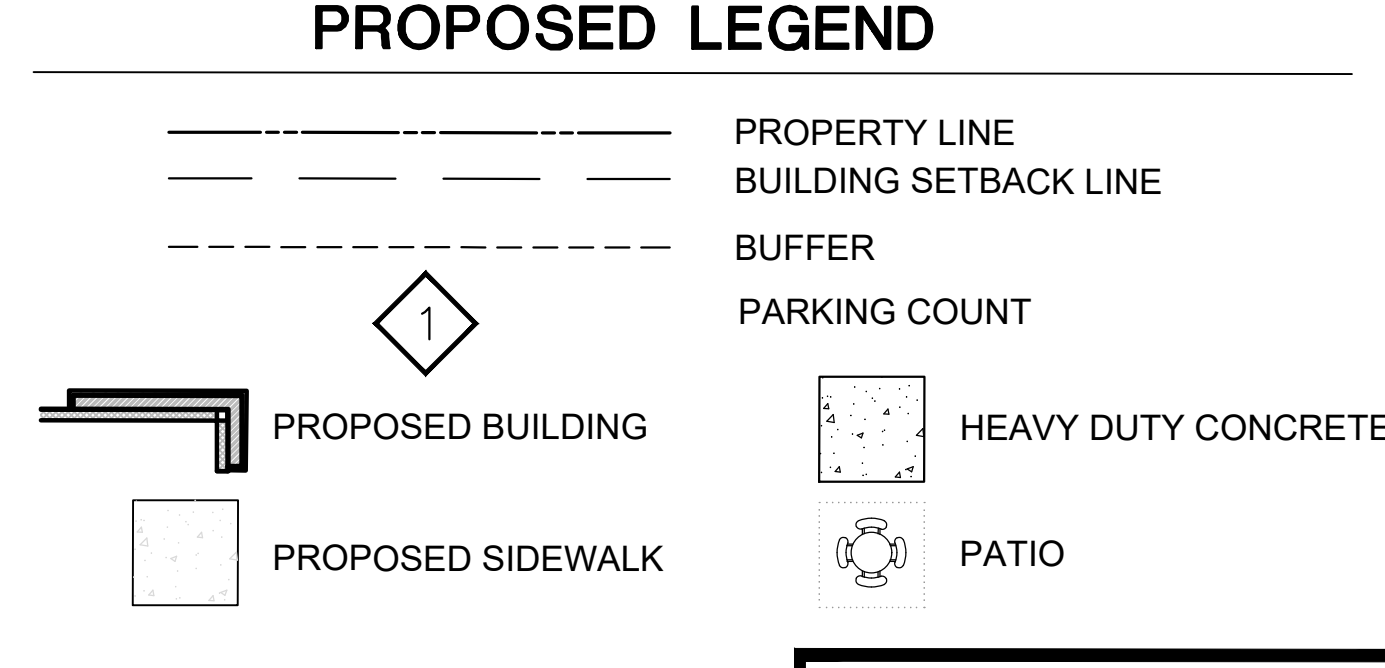 PROPOSED LEGEND
PROPERTY LINE
BUILDING SETBACK LINE
BUFFER
1
PARKING COUNT
PROPOSED BUILDING
HEAVY DUTY CONCRETE
PROPOSED SIDEWALK
PATIO